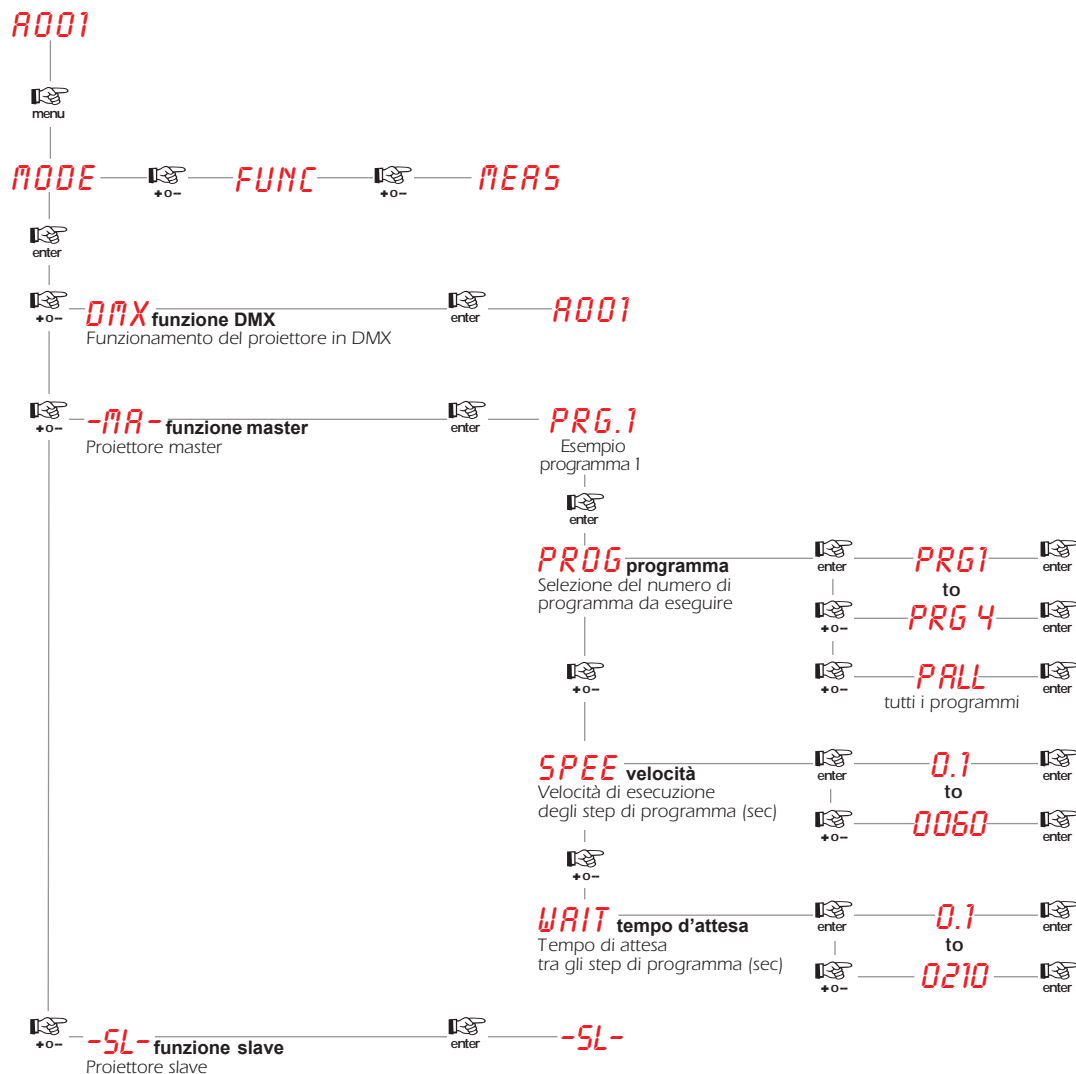 A001
menu
MODE FUNC MEAS
+o- +o-
enter
+o- DMX funzione DMX enter A001
Funzionamento del proiettore in DMX
+o- -MA- funzione master enter PRG.1
Proiettore master
Esempio
programma 1
enter
PROG programma enter PRG1 enter
Selezione del numero di
programma da eseguire
to
+o- PRG 4 enter
+o-
+o- PALL enter
tutti i programmi
SPEE velocità enter 0.1 enter
Velocità di esecuzione
degli step di programma (sec)
to
+o- 0060 enter
+o-
WAIT tempo d'attesa enter 0.1 enter
Tempo di attesa
tra gli step di programma (sec)
to
+o- 0210 enter
+o- -SL- funzione slave enter -SL-
Proiettore slave